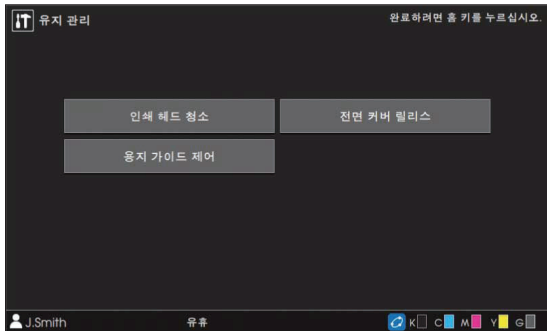 유지 관리
완료하려면 홈 키를 누르십시오.
인쇄 헤드 청소
전면 커버 릴리스
용지 가이드 제어
J.Smith
유휴
K C M Y G